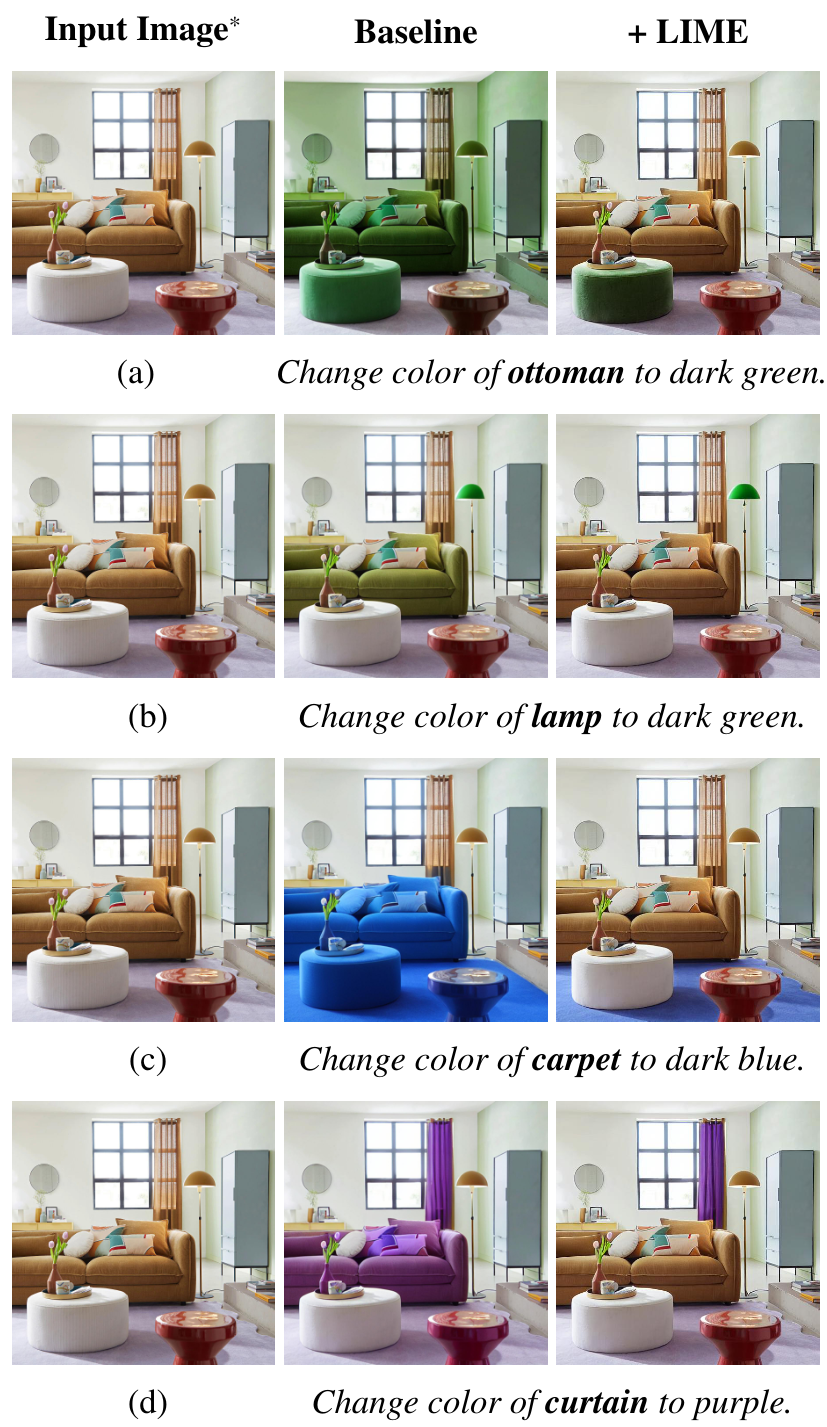 Input Image* Baseline + LIME
(a) Change color of ottoman to dark green.
(b) Change color of lamp to dark green.
(c) Change color of carpet to dark blue.
(d) Change color of curtain to purple.